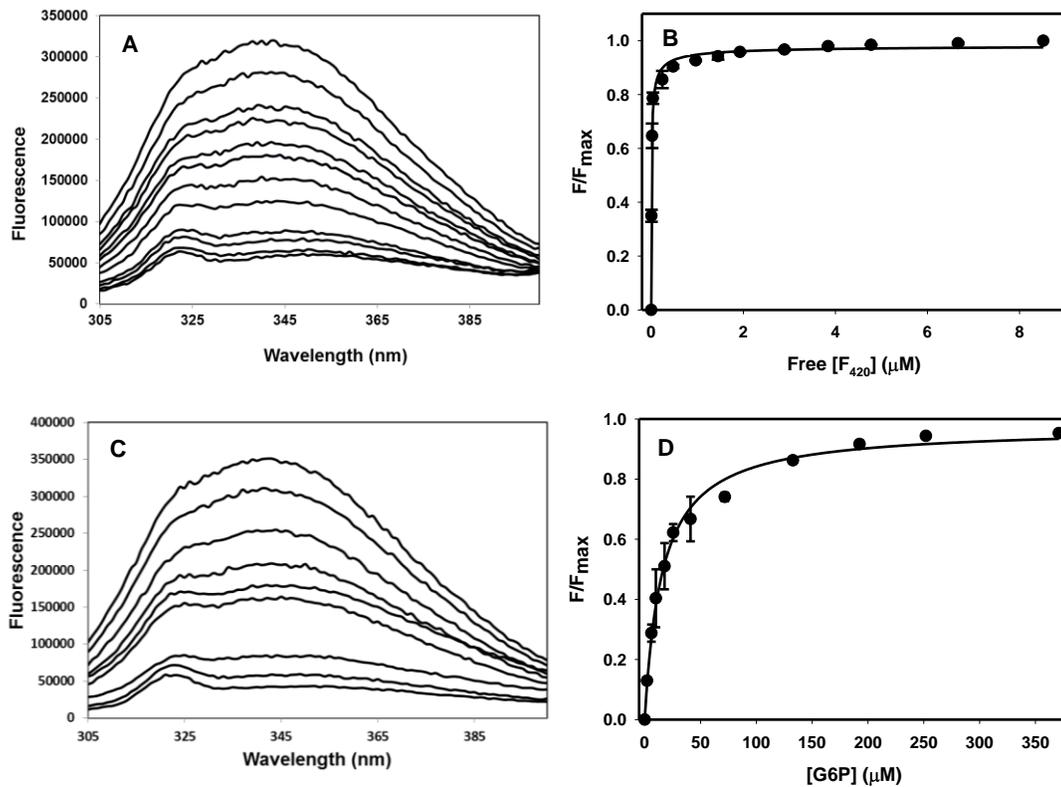 A
350000
300000
250000
200000
150000
100000
50000
0
Fluorescence
305 325 345 365 385
Wavelength (nm)
B
1.0
0.8
0.6
0.4
0.2
0.0
F/Fmax
0 2 4 6 8
Free [F420] (μM)
C
400000
350000
300000
250000
200000
150000
100000
50000
0
Fluorescence
305 325 345 365 385
Wavelength (nm)
D
1.0
0.8
0.6
0.4
0.2
0.0
F/Fmax
0 50 100 150 200 250 300 350
[G6P] (μM)